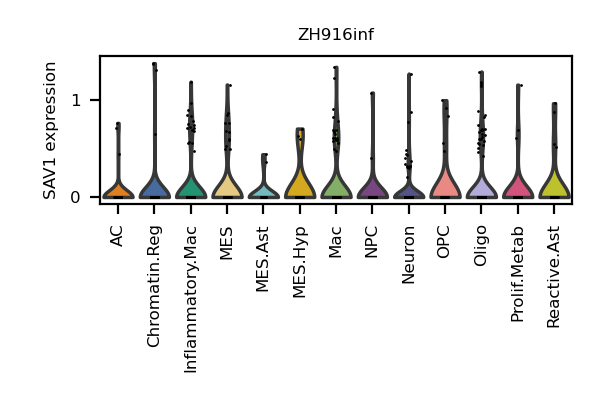 ZH916inf
SAV1 expression
1
0
AC
Chromatin.Reg
Inflammatory.Mac
MES
MES.Ast
MES.Hyp
Mac
NPC
Neuron
OPC
Oligo
Prolif.Metab
Reactive.Ast